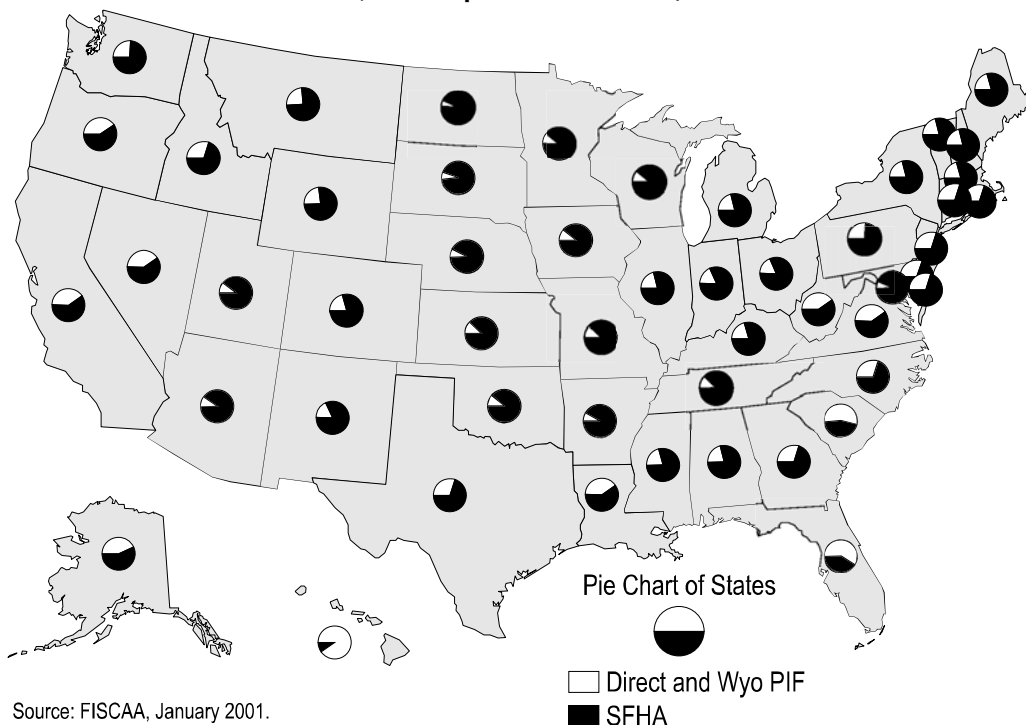 Pie Chart of States
Direct and Wyo PIF
SFHA
Source: FISCAA, January 2001.